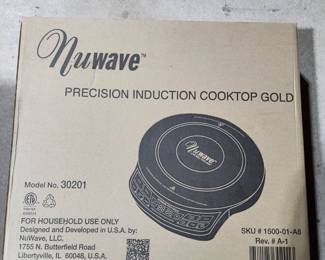 Nuwave™
PRECISION INDUCTION COOKTOP GOLD
Nuwave
Model No. 30201
FOR HOUSEHOLD USE ONLY
Designed and Developed in U.S.A. by:
NuWave, LLC.
1755 N. Butterfield Road
Libertyville, IL 60048, U.S.A.
SKU # 1500-01-A8
Rev. # A-1